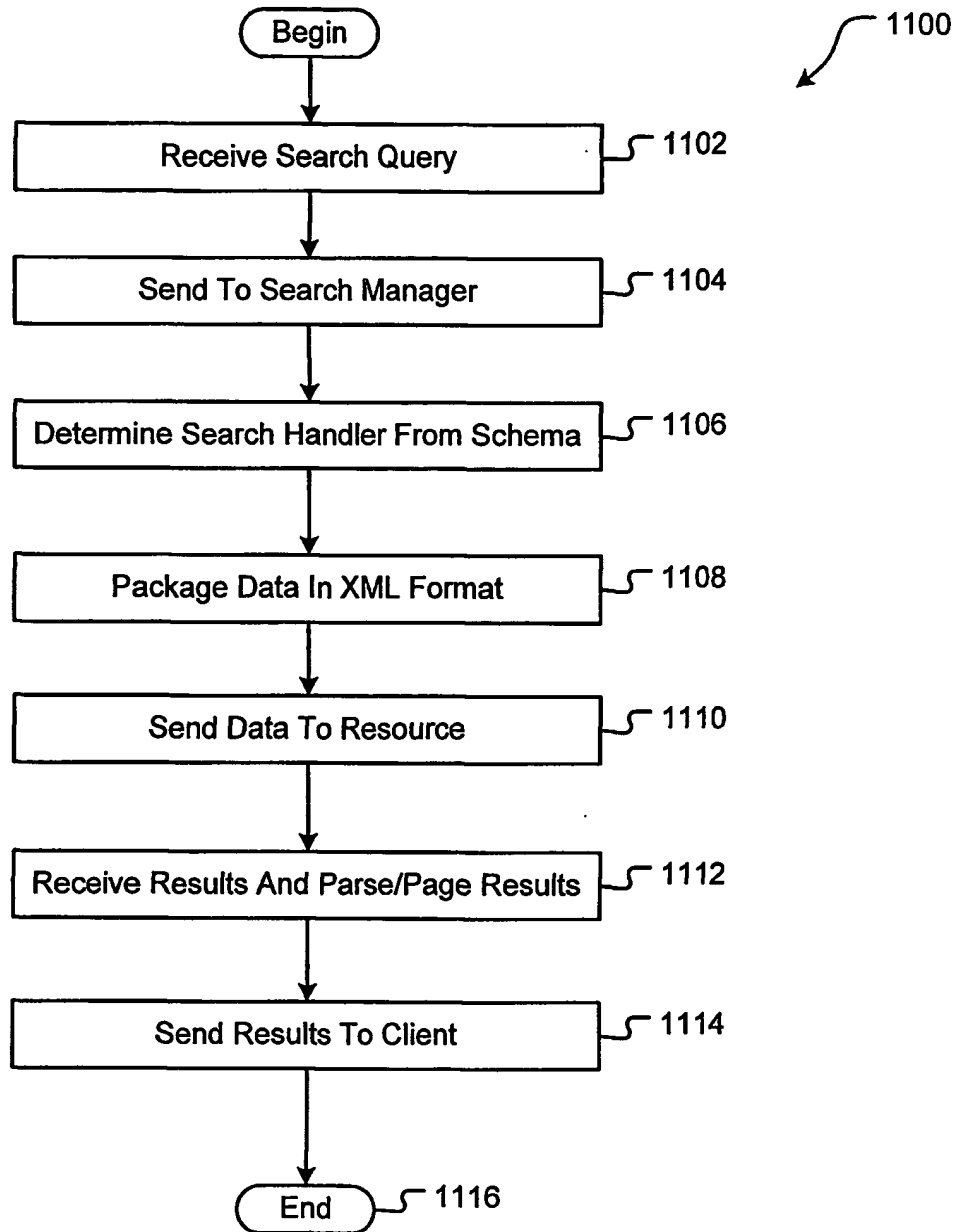 Begin
1100
Receive Search Query
1102
Send To Search Manager
1104
Determine Search Handler From Schema
1106
Package Data In XML Format
1108
Send Data To Resource
1110
Receive Results And Parse/Page Results
1112
Send Results To Client
1114
End
1116